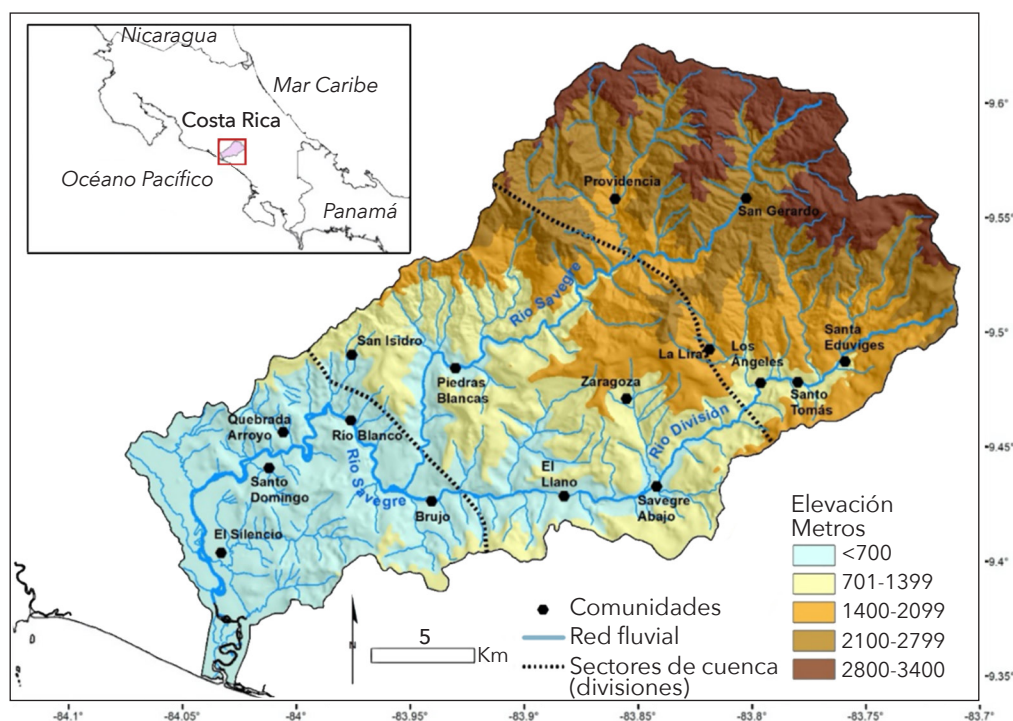 Nicaragua
Mar Caribe
Costa Rica
Océano Pacífico
Panamá
9.6°
Providencia
San Gerardo
9.55°
Río Savegre
9.5°
Santa
Eduviges
San Isidro
La Lira
Los
Ángeles
Piedras
Blancas
Zaragoza
Santo
Tomás
Quebrada
Arroyo
Río Blanco
Río División
9.45°
Río Savegre
El
Llano
Santo
Domingo
Savegre
Abajo
Brujo
El Silencio
Elevación
Metros
<700
701-1399
1400-2099
2100-2799
2800-3400
9.4°
Comunidades
Red fluvial
Sectores de cuenca
(divisiones)
N
5
Km
9.35°
-84.1°
-84.05°
-84°
-83.95°
-83.9°
-83.85°
-83.8°
-83.75°
-83.7°